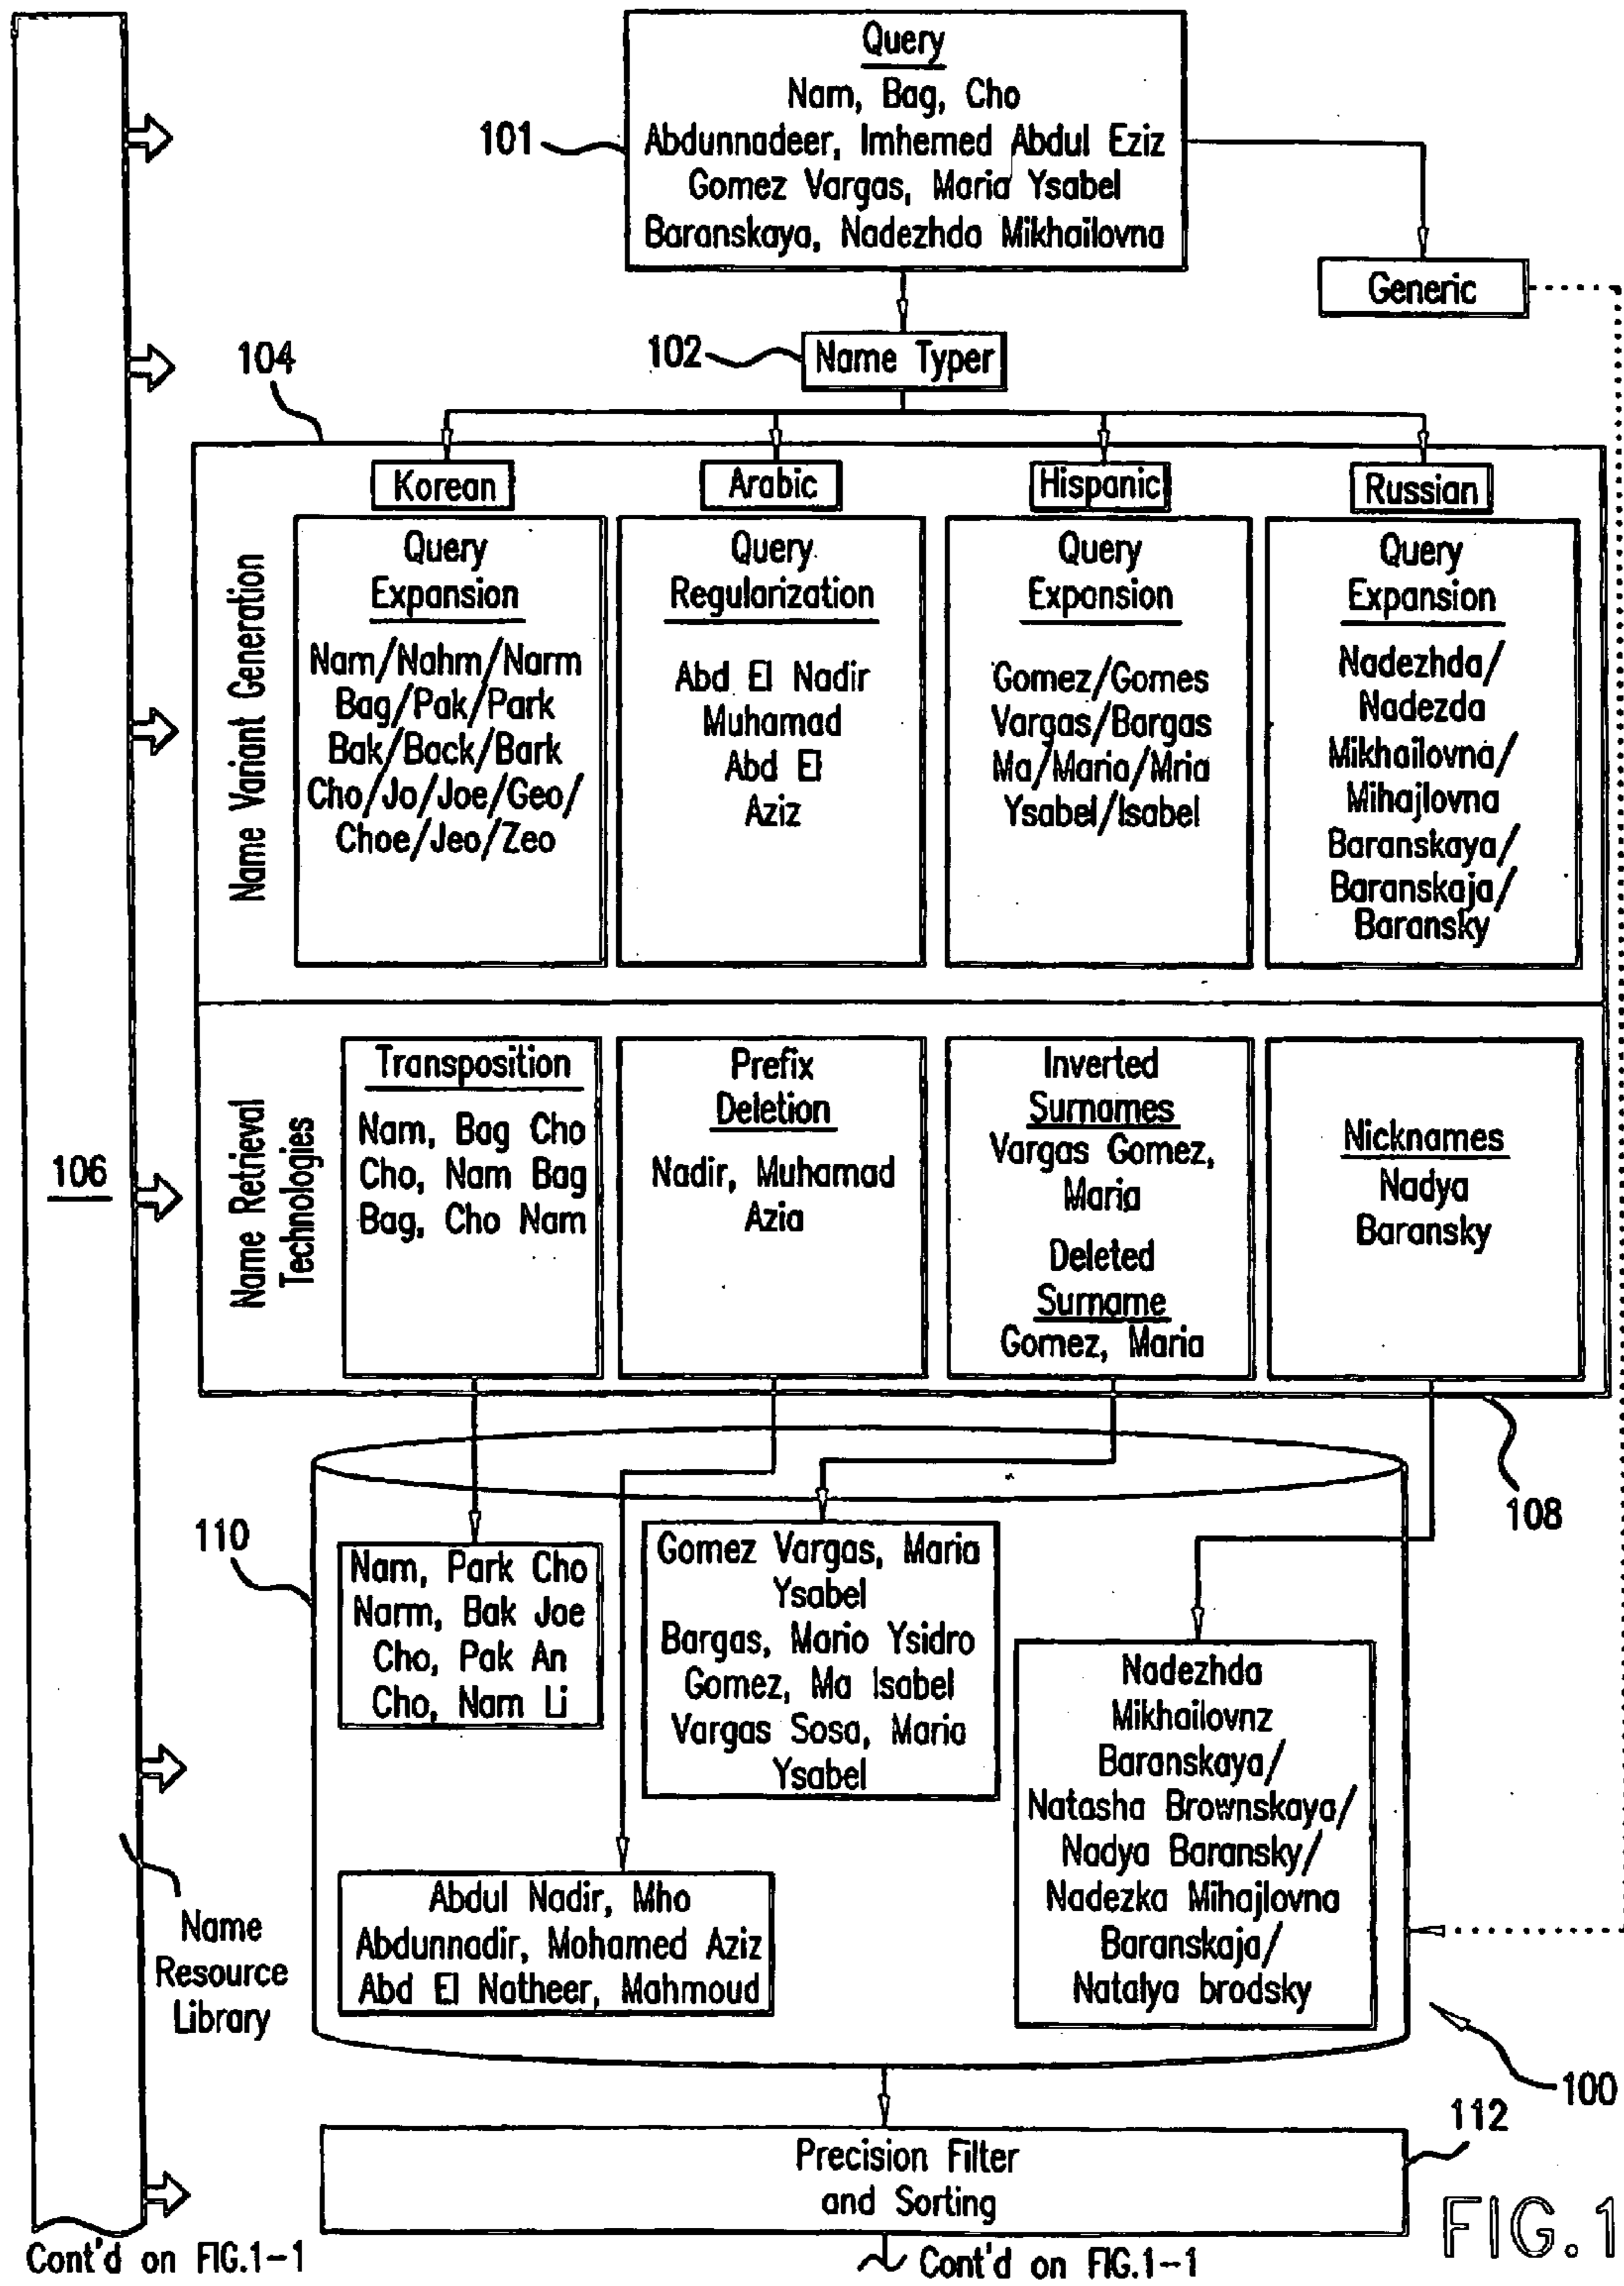 Query
Nam, Bag, Cho
Abdunnadeer, Imhemed Abdul Eziz
Gomez Vargas, Maria Ysabel
Baranskaya, Nadezhda Mikhailovna
101
Generic
102
Name Typer
104
Korean
Arabic
Hispanic
Russian
Name Variant Generation
Query
Expansion
Nam/Nahm/Narm
Bag/Pak/Park
Bak/Back/Bark
Cho/Jo/Joe/Geo/
Choe/Jeo/Zeo
Query
Regularization
Abd El Nadir
Muhamad
Abd El
Aziz
Query
Expansion
Gomez/Gomes
Vargas/Bargas
Ma/Maria/Mria
Ysabel/Isabel
Query
Expansion
Nadezhda/
Nadezda
Mikhailovna/
Mihajlovna
Baranskaya/
Baranskaja/
Baransky
106
Name Retrieval
Technologies
Transposition
Nam, Bag Cho
Cho, Nam Bag
Bag, Cho Nam
Prefix
Deletion
Nadir, Muhamad
Azia
Inverted
Surnames
Vargas Gomez,
Maria
Deleted
Surname
Gomez, Maria
Nicknames
Nadya
Baransky
108
110
Nam, Park Cho
Narm, Bak Joe
Cho, Pak An
Cho, Nam Li
Gomez Vargas, Maria
Ysabel
Bargas, Mario Ysidro
Gomez, Ma Isabel
Vargas Sosa, Maria
Ysabel
Nadezhda
Mikhailovnz
Baranskaya/
Natasha Brownskaya/
Nadya Baransky/
Nadezka Mihajlovna
Baranskaja/
Natalya brodsky
Abdul Nadir, Mho
Abdunnadir, Mohamed Aziz
Abd El Natheer, Mahmoud
Name
Resource
Library
100
112
Precision Filter
and Sorting
Cont'd on FIG.1-1
Cont'd on FIG.1-1
FIG.1